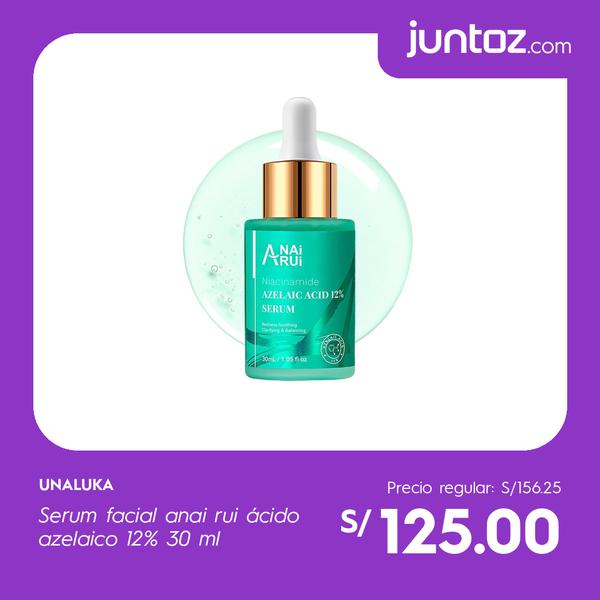 juntoz.com
ANAi
RUi
Niacinamide
AZELAIC ACID 12%
SERUM
Redness Soothing
Clarifying & Balancing
30mL / 1.05 fl oz
UNALUKA
Serum facial anai rui ácido
azelaico 12% 30 ml
Precio regular: S/156.25
S/125.00